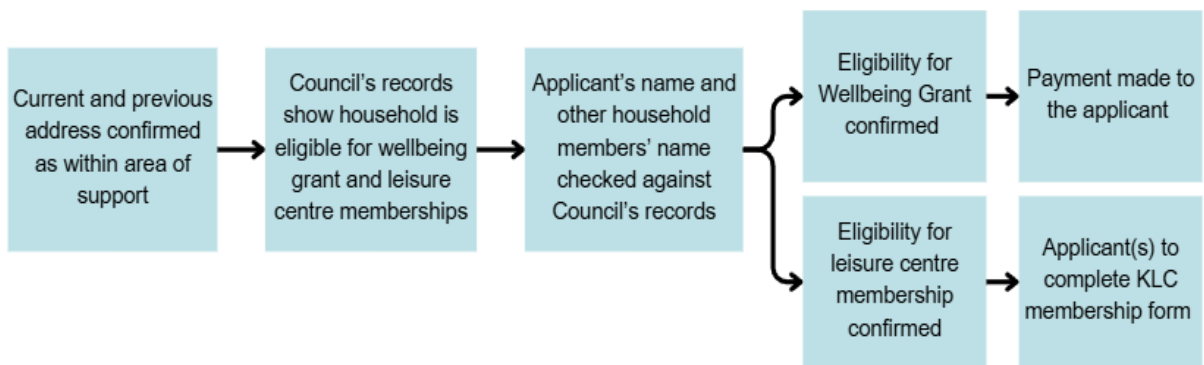 Current and previous
address confirmed
as within area of
support
Council's records
show household is
eligible for wellbeing
grant and leisure
centre memberships
Applicant's name and
other household
members' name
checked against
Council's records
Eligibility for
Wellbeing Grant
confirmed
Payment made to
the applicant
Eligibility for
leisure centre
membership
confirmed
Applicant(s) to
complete KLC
membership form